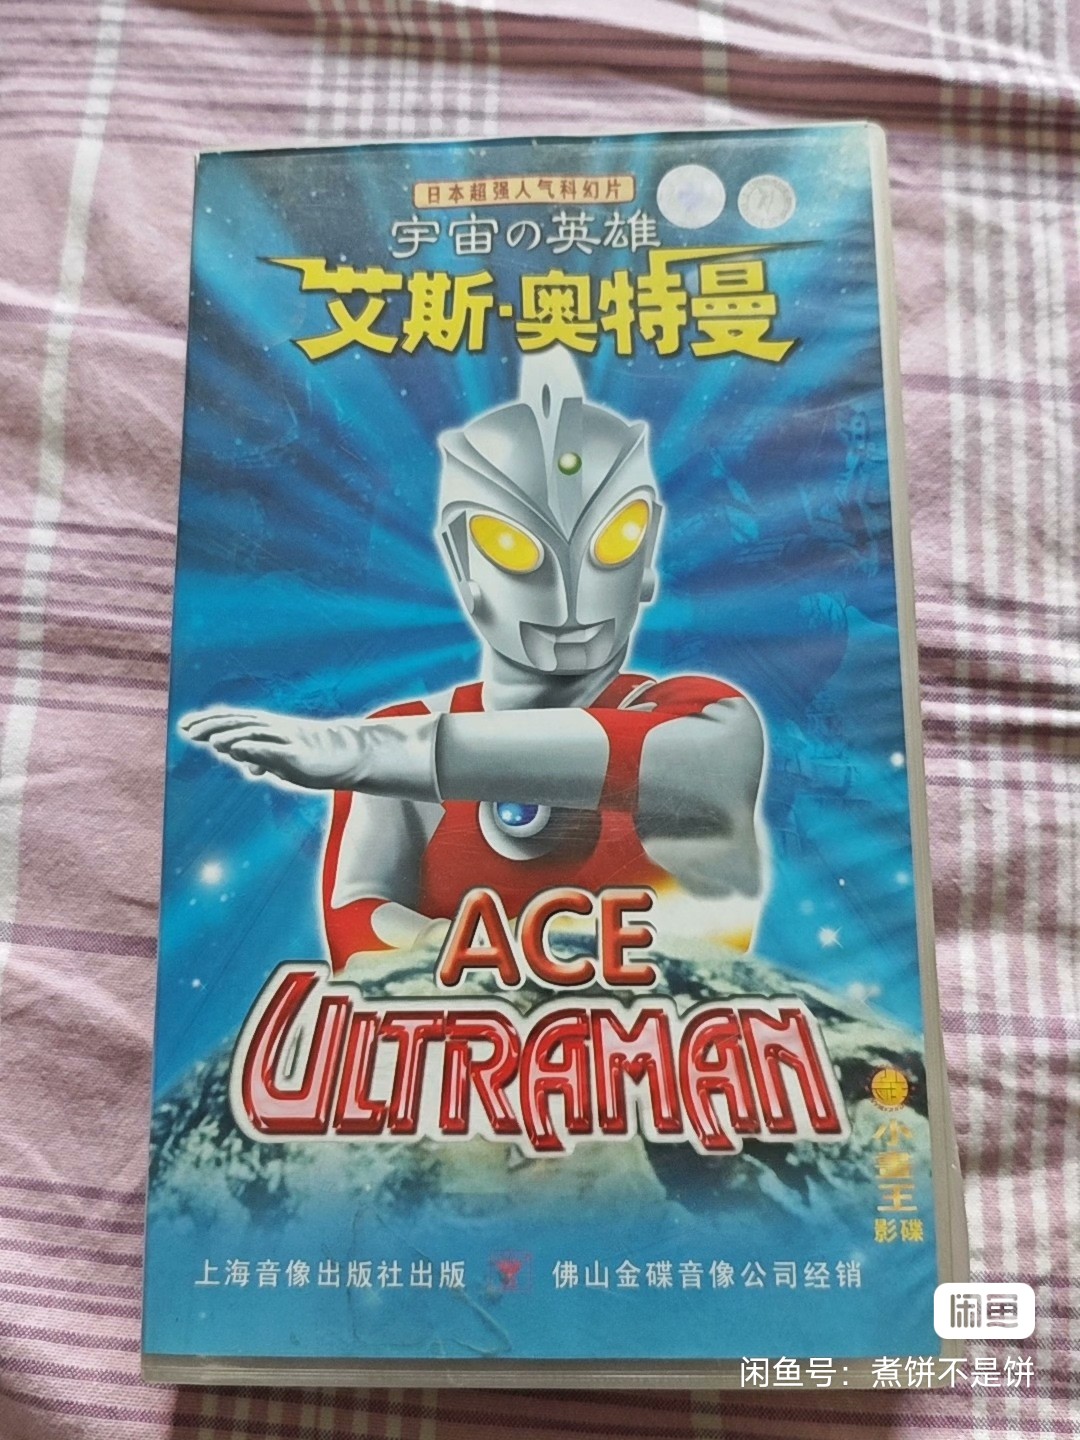 日本超强人气科幻片
宇宙の英雄
艾斯·奥特曼
ACE
ULTRAMAN
小畫王
影碟
上海音像出版社出版
佛山金碟音像公司经销
闲鱼
闲鱼号：煮饼不是饼